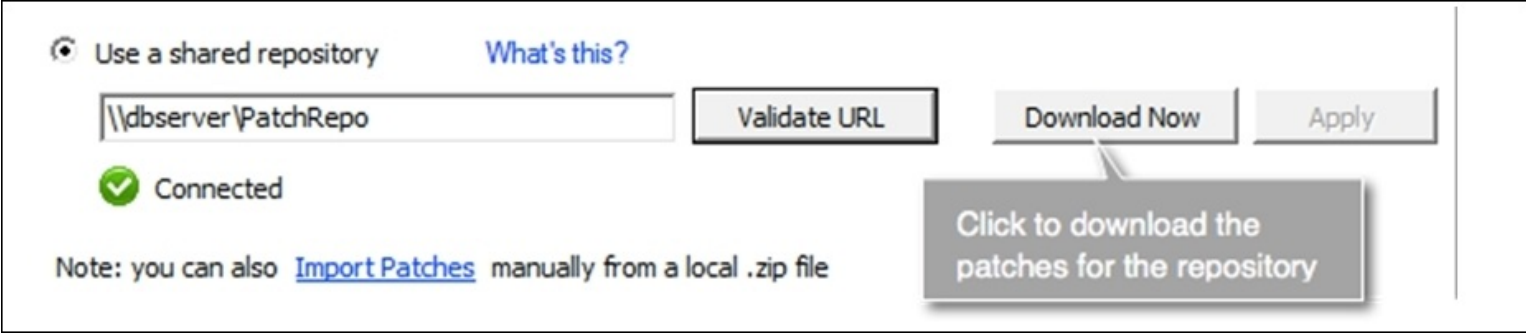 Use a shared repository What's this?
\\dbserver\PatchRepo Validate URL Download Now Apply
Connected
Click to download the
patches for the repository
Note: you can also Import Patches manually from a local .zip file